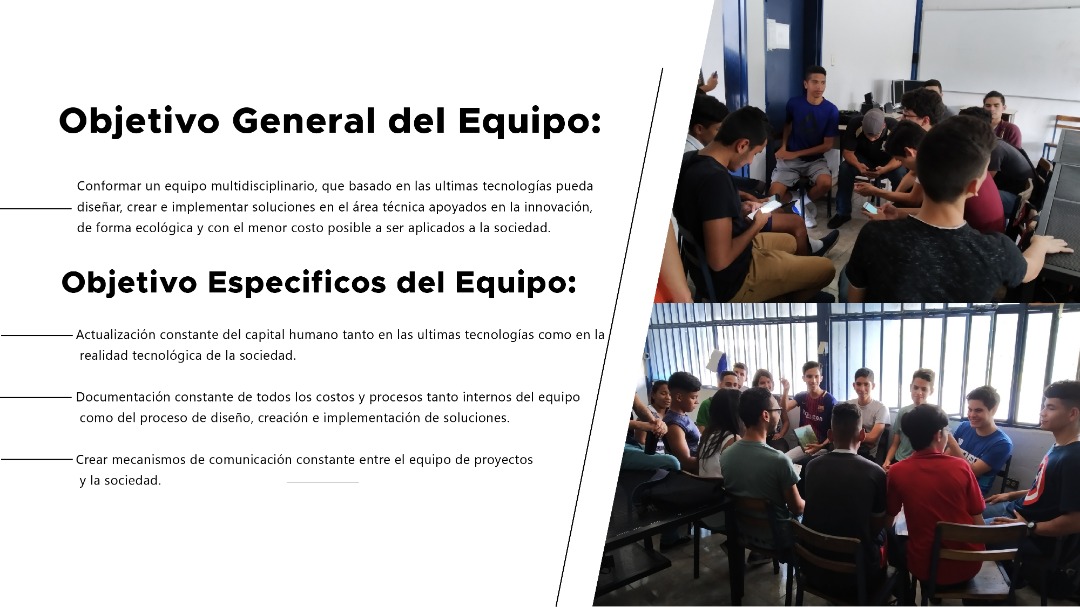 Objetivo General del Equipo:
Conformar un equipo multidisciplinario, que basado en las ultimas tecnologías pueda
diseñar, crear e implementar soluciones en el área técnica apoyados en la innovación,
de forma ecológica y con el menor costo posible a ser aplicados a la sociedad.
Objetivo Especificos del Equipo:
Actualización constante del capital humano tanto en las ultimas tecnologías como en la
realidad tecnológica de la sociedad.
Documentación constante de todos los costos y procesos tanto internos del equipo
como del proceso de diseño, creación e implementación de soluciones.
Crear mecanismos de comunicación constante entre el equipo de proyectos
y la sociedad.